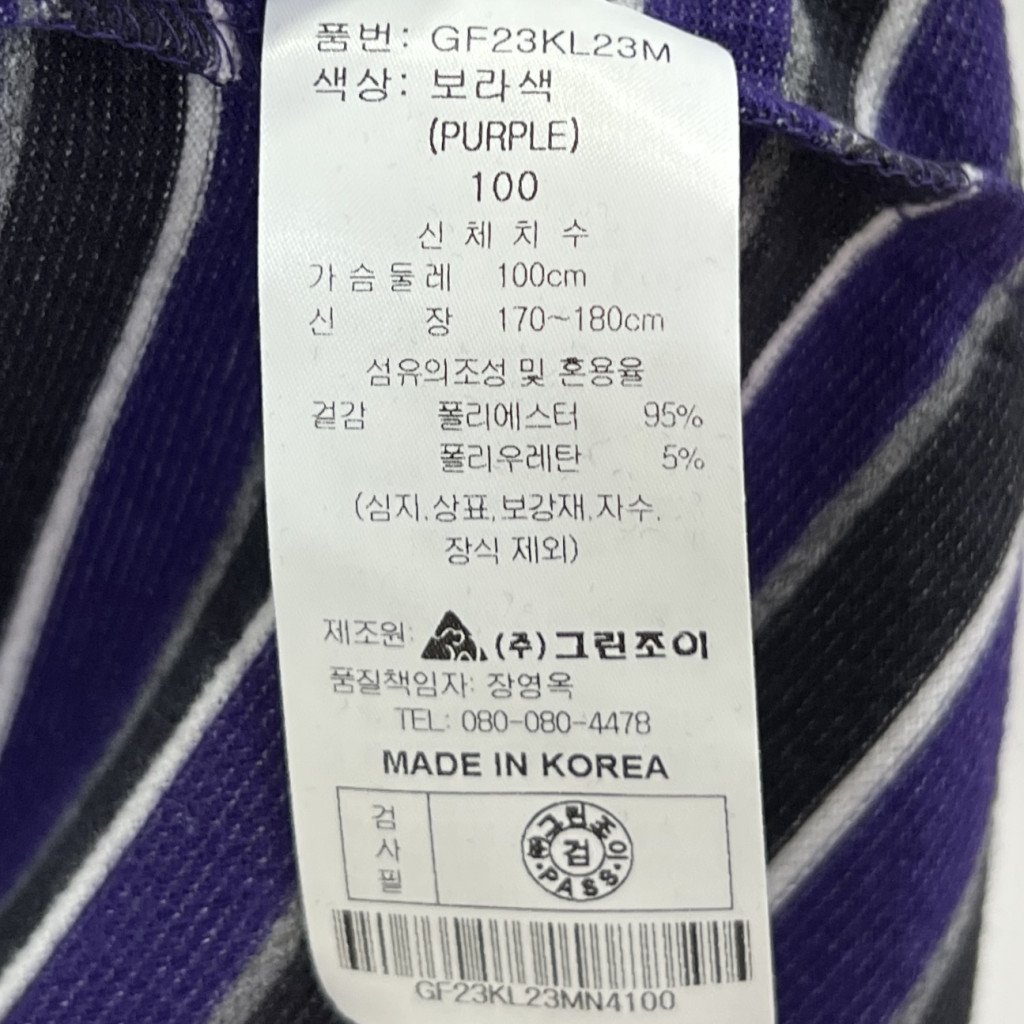 품번: GF23KL23M
색상: 보라색
(PURPLE)
100
신 체 치 수
가 슴 둘 레 100cm
신 장 170~180cm
섬유의조성 및 혼용율
겉감 폴리에스터 95%
폴리우레탄 5%
(심지,상표,보강재,자수,
장식 제외)
제조원: (주)그린조이
품질책임자: 장영옥
TEL: 080-080-4478
MADE IN KOREA
검사필
그린조이
검
PASS
GF23KL23MN4100